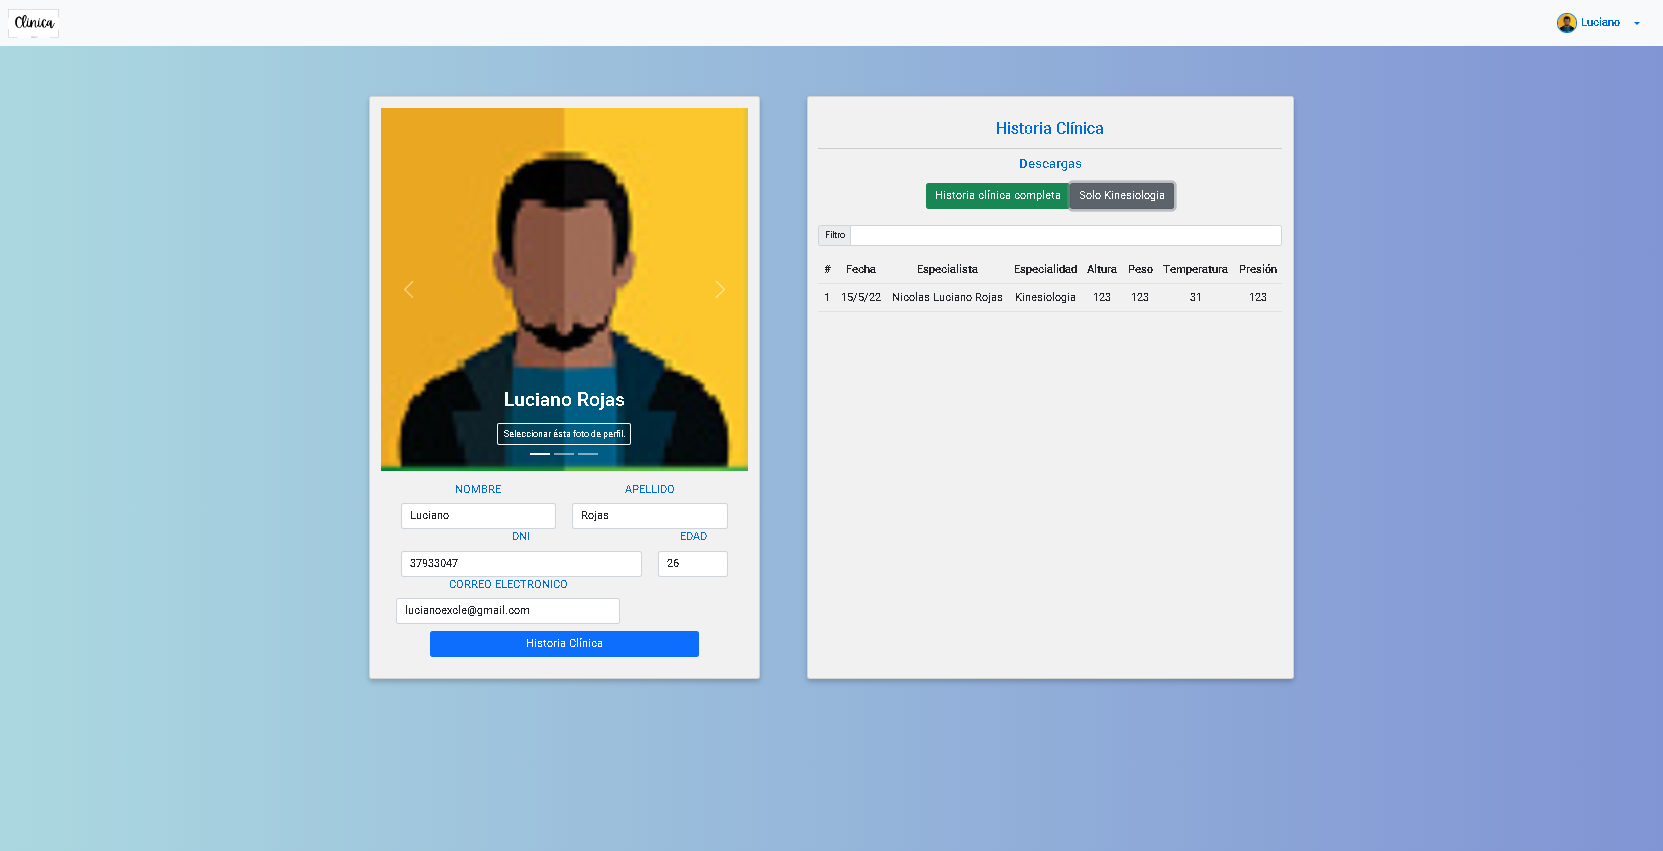 Clínica
Luciano
Luciano Rojas
Seleccionar ésta foto de perfil.
NOMBRE APELLIDO
Luciano Rojas
DNI EDAD
37933047 26
CORREO ELECTRONICO
lucianoexcle@gmail.com
Historia Clínica
Historia Clínica
Descargas
Historia clínica completa Solo Kinesiologia
Filtro
# Fecha Especialista Especialidad Altura Peso Temperatura Presión
1 15/5/22 Nicolas Luciano Rojas Kinesiologia 123 123 31 123